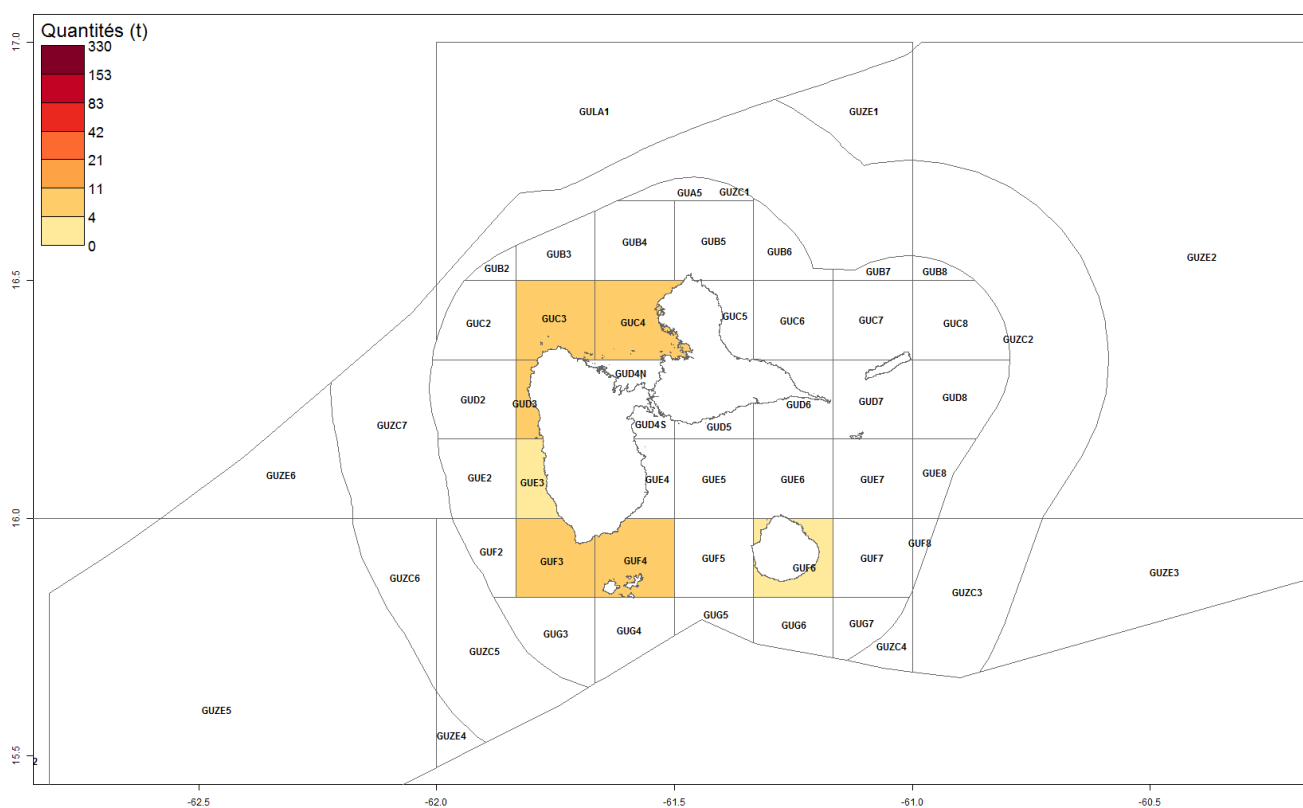 Quantités (t)
330
153
83
42
21
11
4
0
17.0
16.5
16.0
15.5
GULA1
GUZE1
GUA5
GUZC1
GUB4
GUB5
GUB3
GUB6
GUZE2
GUB2
GUB7
GUB8
GUC2
GUC3
GUC4
GUC5
GUC6
GUC7
GUC8
GUZC2
GUD4N
GUD2
GUD3
GUD6
GUD7
GUD8
GUZC7
GUD4S
GUD5
GUZE6
GUE2
GUE3
GUE4
GUE5
GUE6
GUE7
GUE8
GUF2
GUF3
GUF4
GUF5
GUF6
GUF7
GUF8
GUZC6
GUZE3
GUZC3
GUG5
GUG3
GUG4
GUG6
GUG7
GUZC5
GUZC4
GUZE5
GUZE4
2
-62.5
-62.0
-61.5
-61.0
-60.5